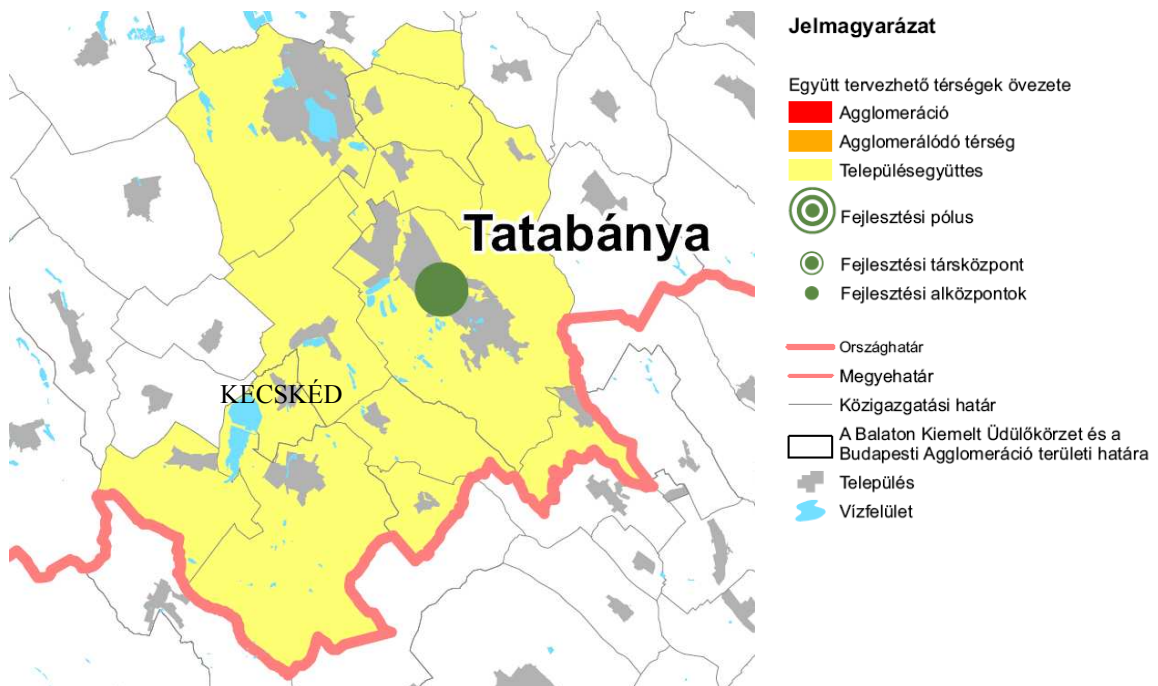 Tatabánya
KECSKÉD
Jelmagyarázat
Együtt tervezhető térségek övezete
Agglomeráció
Agglomerálódó térség
Településegyüttes
Fejlesztési pólus
Fejlesztési társközpont
Fejlesztési alközpontok
Országhatár
Megyehatár
Közigazgatási határ
A Balaton Kiemelt Üdülőkörzet és a
Budapesti Agglomeráció területi határa
Település
Vízfelület